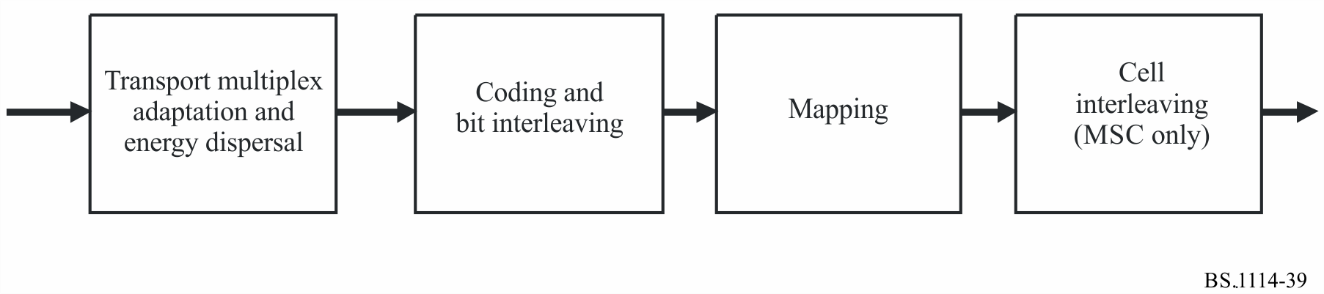 Transport multiplex
adaptation and
energy dispersal
Coding and
bit interleaving
Mapping
Cell
interleaving
(MSC only)
BS.1114-39